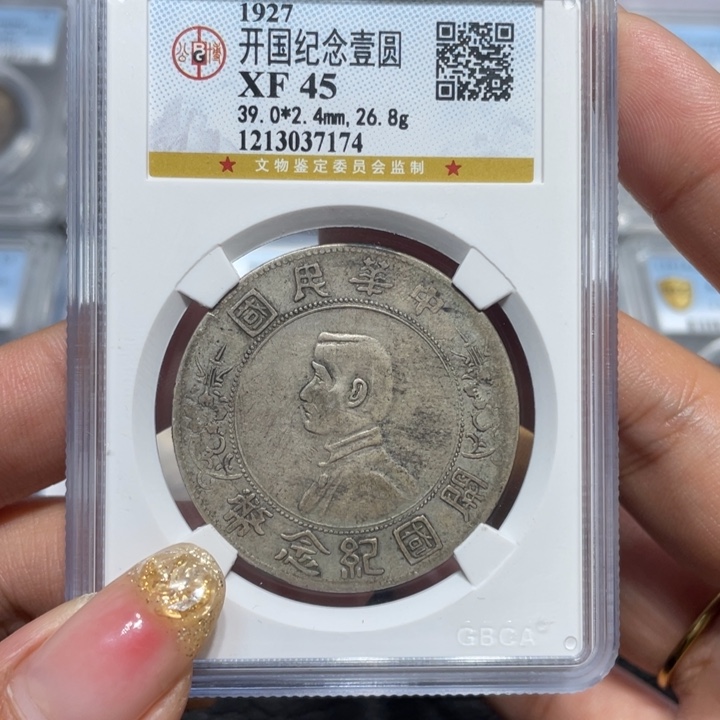 1927
开国纪念壹圆
XF 45
39.0*2.4mm,26.8g
1213037174
文物鉴定委员会监制
中華民國
開國紀念幣
GBCA